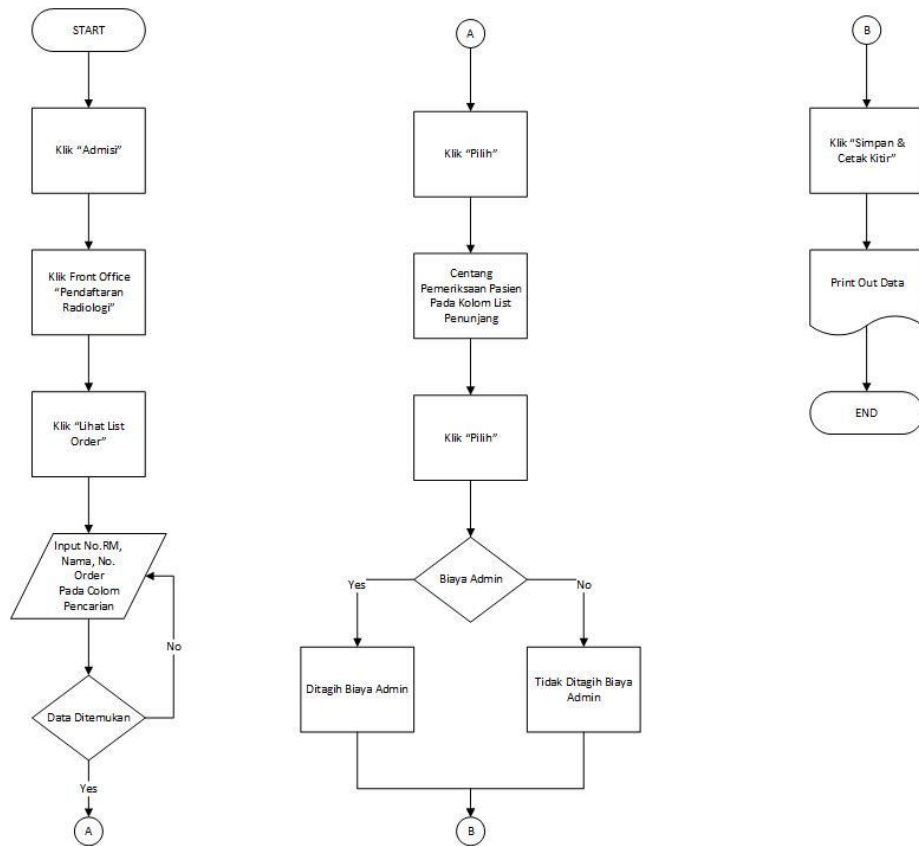 START
Klik “Admisi”
Klik Front Office
“Pendaftaran
Radiologi”
Klik “Lihat List
Order”
Input No.RM,
Nama, No.
Order
Pada Colom
Pencarian
No
Data Ditemukan
Yes
A
A
Klik “Pilih”
Centang
Pemeriksaan Pasien
Pada Kolom List
Penunjang
Klik “Pilih”
Biaya Admin
Yes
No
Ditagih Biaya Admin
Tidak Ditagih Biaya
Admin
B
B
Klik “Simpan &
Cetak Kitir”
Print Out Data
END